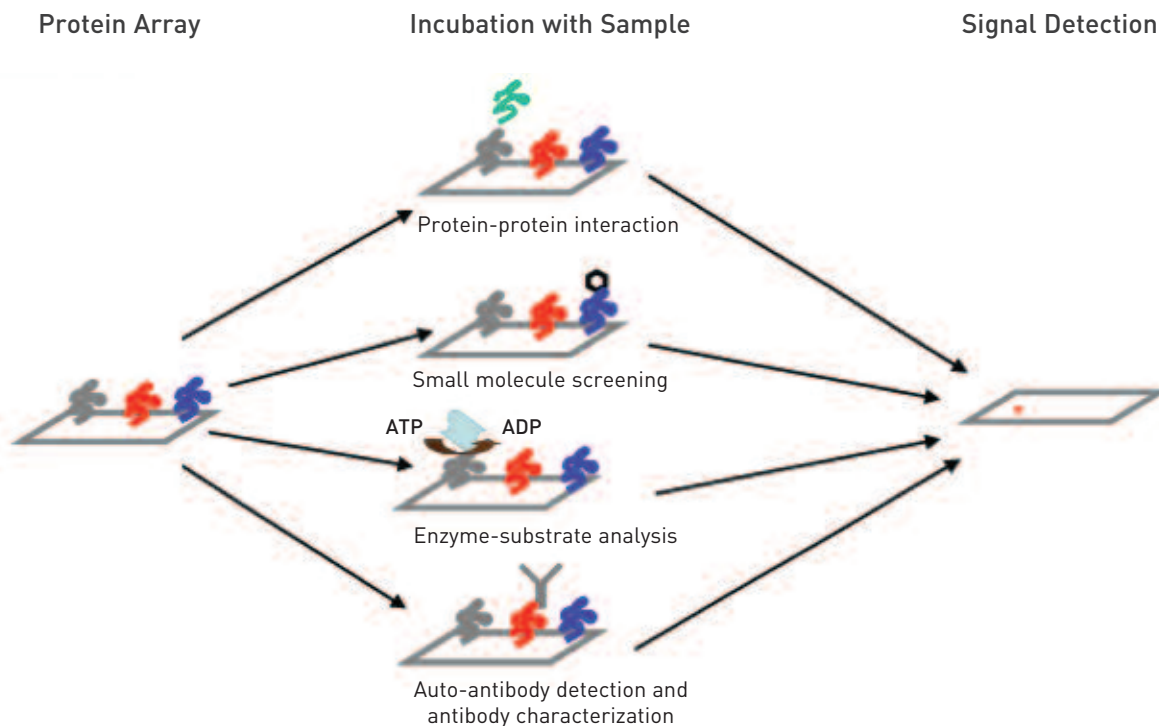 Protein Array
Incubation with Sample
Signal Detection
Protein-protein interaction
Small molecule screening
ATP
ADP
Enzyme-substrate analysis
Auto-antibody detection and
antibody characterization